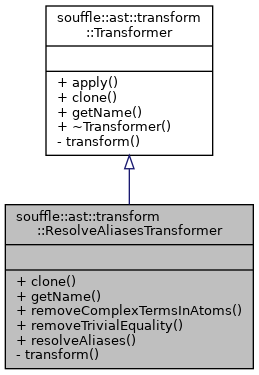 souffle::ast::transform
::Transformer
+ apply()
+ clone()
+ getName()
+ ~Transformer()
- transform()
souffle::ast::transform
::ResolveAliasesTransformer
+ clone()
+ getName()
+ removeComplexTermsInAtoms()
+ removeTrivialEquality()
+ resolveAliases()
- transform()